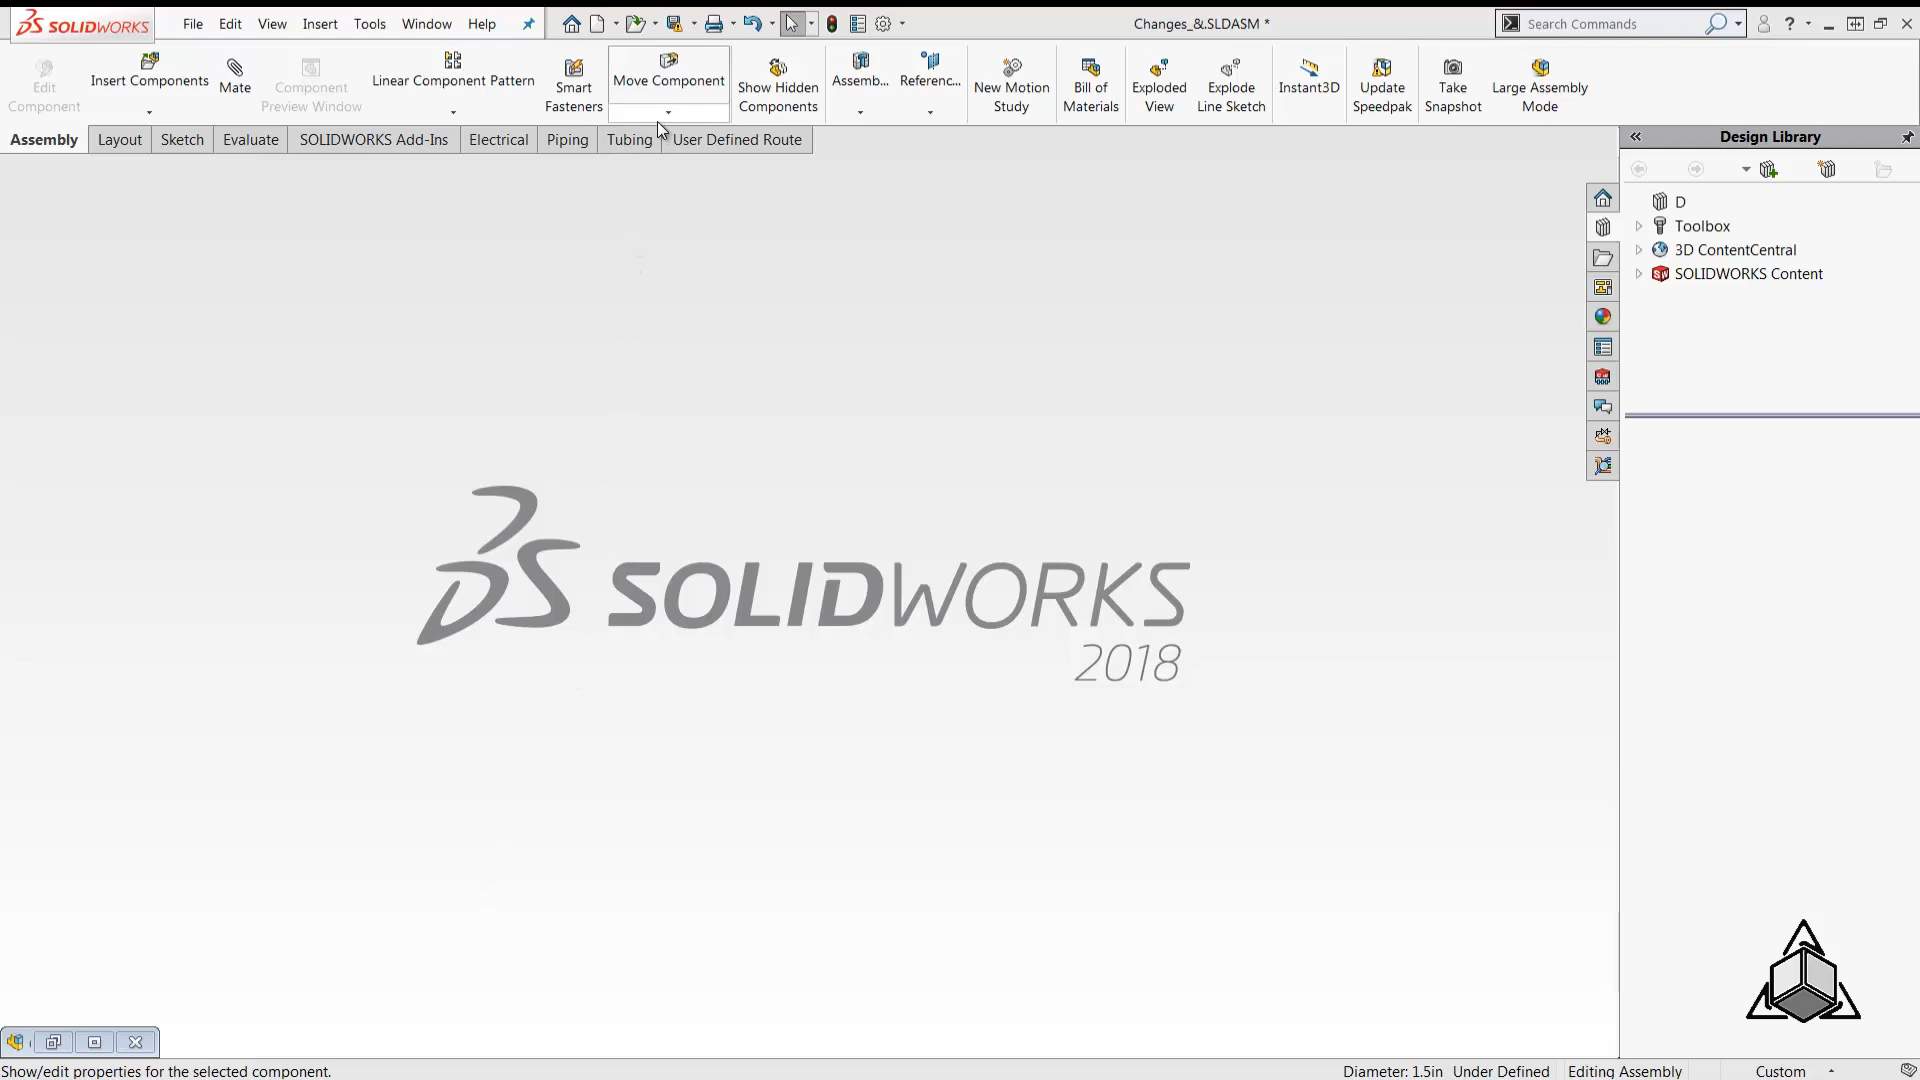 SOLIDWORKS
File Edit View Insert Tools Window Help
Changes_&.SLDASM *
Search Commands
?
Edit Component
Insert Components
Mate
Component Preview Window
Linear Component Pattern
Smart Fasteners
Move Component
Show Hidden Components
Assemb...
Referenc...
New Motion Study
Bill of Materials
Exploded View
Explode Line Sketch
Instant3D
Update Speedpak
Take Snapshot
Large Assembly Mode
Assembly Layout Sketch Evaluate SOLIDWORKS Add-Ins Electrical Piping Tubing User Defined Route
Design Library
D
Toolbox
3D ContentCentral
SOLIDWORKS Content
SOLIDWORKS
2018
Show/edit properties for the selected component.
Diameter: 1.5in Under Defined Editing Assembly Custom